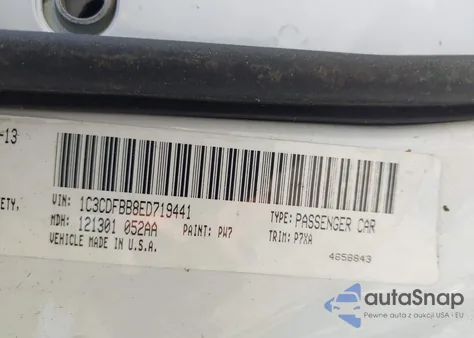 -13
VIN: 1C3CDFBB8ED719441
TYPE: PASSENGER CAR
ETY,
MDH: 121301 052AA
PAINT: PW7
TRIM: P7XA
VEHICLE MADE IN U.S.A.
4658843
autoSnap
Pewne auta z aukcji USA - EU